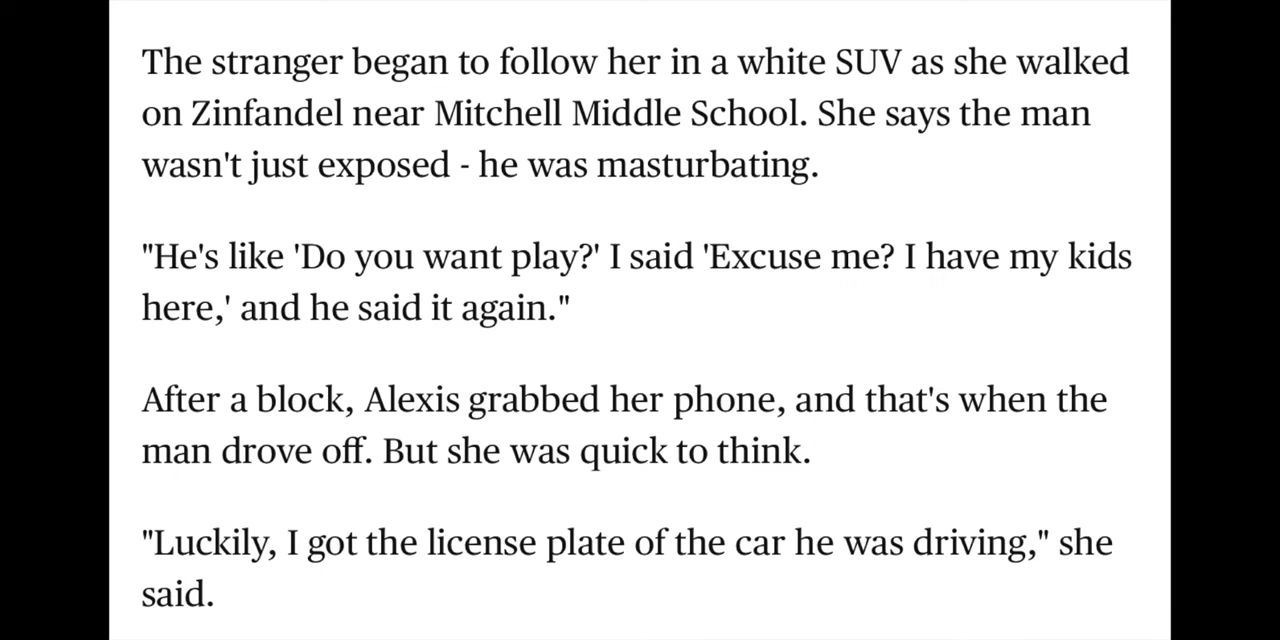 The stranger began to follow her in a white SUV as she walked
on Zinfandel near Mitchell Middle School. She says the man
wasn't just exposed - he was masturbating.
"He's like 'Do you want play?' I said 'Excuse me? I have my kids
here,' and he said it again."
After a block, Alexis grabbed her phone, and that's when the
man drove off. But she was quick to think.
"Luckily, I got the license plate of the car he was driving," she
said.